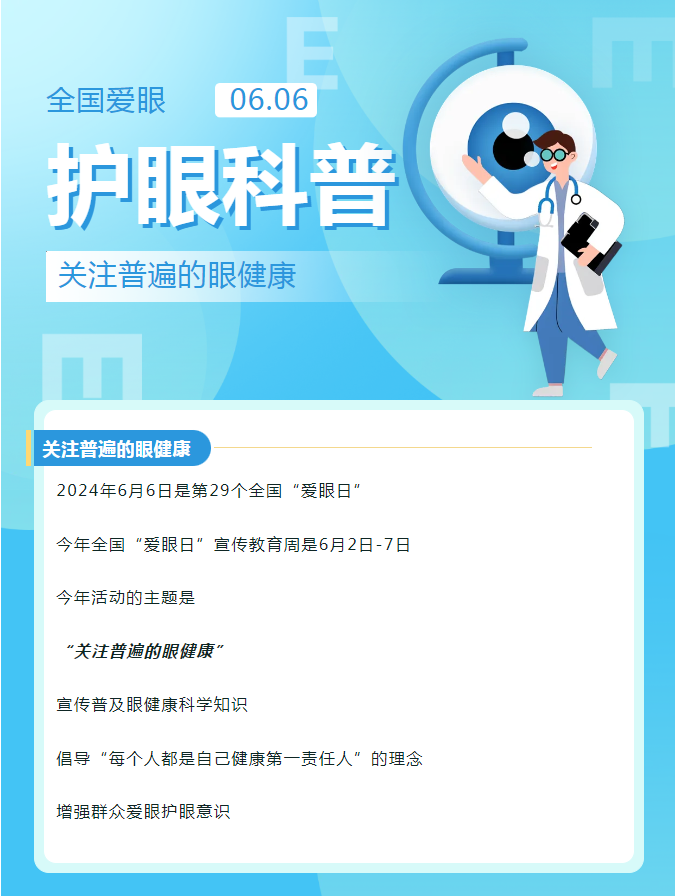 全国爱眼
06.06
护眼科普
关注普遍的眼健康
E
E
E
E
关注普遍的眼健康
2024年6月6日是第29个全国“爱眼日”
今年全国“爱眼日”宣传教育周是6月2日-7日
今年活动的主题是
“关注普遍的眼健康”
宣传普及眼健康科学知识
倡导“每个人都是自己健康第一责任人”的理念
增强群众爱眼护眼意识